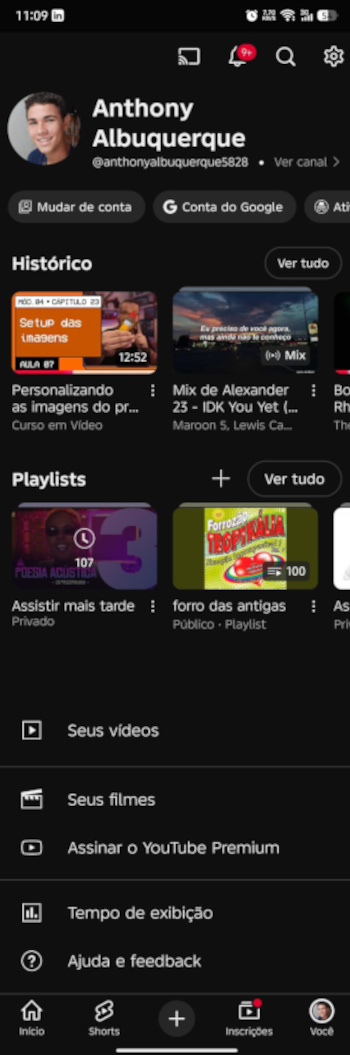 11:09
9+
Anthony
Albuquerque
@anthonyalbuquerque5828 • Ver canal
Mudar de conta
G Conta do Google
Ati
Histórico
Ver tudo
MOD.04 • CAPÍTULO 23
Setup das
imagens
AULA 07
12:52
Eu preciso de você agora,
mas ainda não te conheço
Mix
Personalizando
as imagens do pr...
Curso em Vídeo
Mix de Alexander
23 - IDK You Yet (...
Maroon 5, Lewis Ca...
Bo
Rh
The
Playlists
Ver tudo
107
POESIA ACÚSTICA
3
Forrozão
TROPYKÁLIA
100
Assistir mais tarde
Privado
forro das antigas
Público · Playlist
As
Pri
Seus vídeos
Seus filmes
Assinar o YouTube Premium
Tempo de exibição
Ajuda e feedback
Início
Shorts
Inscrições
Você